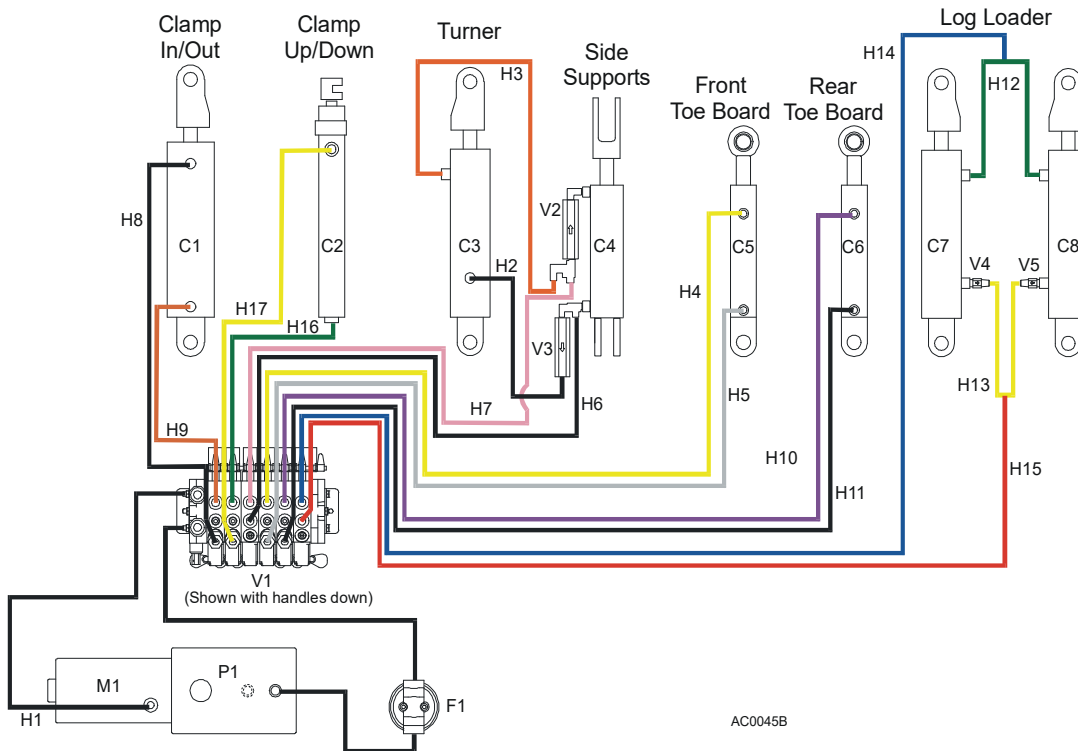 Clamp
In/Out
Clamp
Up/Down
Turner
Side
Supports
Front
Toe Board
Rear
Toe Board
Log Loader
H14
H3
H12
H8
V2
C1
C2
C3
C4
C5
C6
C7
C8
H2
V4
V5
H17
H4
H16
V3
H7
H6
H5
H13
H9
H10
H11
H15
V1
(Shown with handles down)
M1
P1
F1
H1
AC0045B